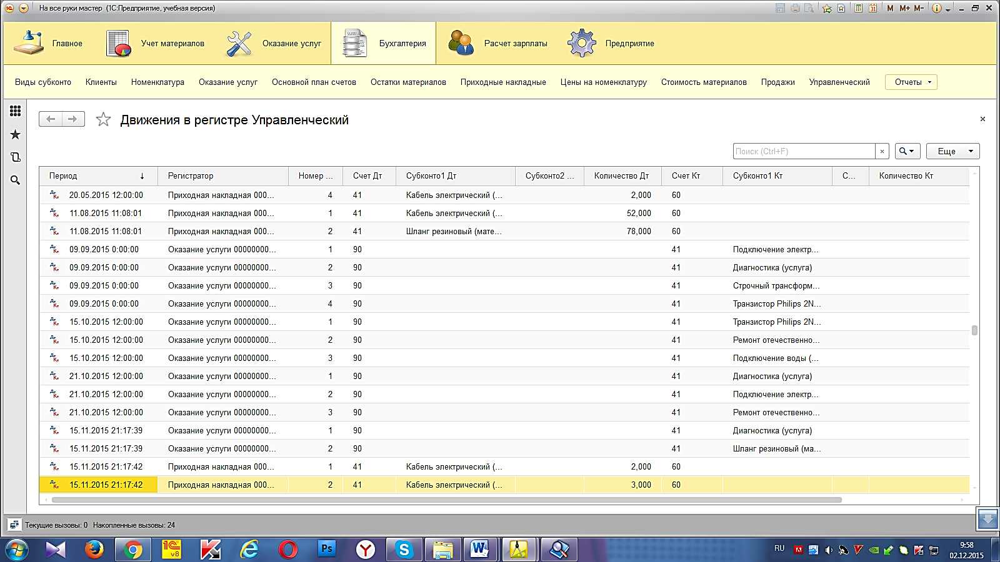 На все руки мастер (1С:Предприятие, учебная версия)
M M+ M-
Главное Учет материалов Оказание услуг Бухгалтерия Расчет зарплаты Предприятие
Виды субконто Клиенты Номенклатура Оказание услуг Основной план счетов Остатки материалов Приходные накладные Цены на номенклатуру Стоимость материалов Продажи Управленческий Отчеты
Движения в регистре Управленческий
Поиск (Ctrl+F) × Еще
Период ↓ Регистратор Номер ... Счет Дт Субконто1 Дт Субконто2 ... Количество Дт Счет Кт Субконто1 Кт С... Количество Кт
20.05.2015 12:00:00 Приходная накладная 000... 4 41 Кабель электрический (... 2,000 60
11.08.2015 11:08:01 Приходная накладная 000... 1 41 Кабель электрический (... 52,000 60
11.08.2015 11:08:01 Приходная накладная 000... 2 41 Шланг резиновый (мате... 78,000 60
09.09.2015 0:00:00 Оказание услуги 00000000... 1 90 41 Подключение электр...
09.09.2015 0:00:00 Оказание услуги 00000000... 2 90 41 Диагностика (услуга)
09.09.2015 0:00:00 Оказание услуги 00000000... 3 90 41 Строчный трансформ...
09.09.2015 0:00:00 Оказание услуги 00000000... 4 90 41 Транзистор Philips 2N...
15.10.2015 12:00:00 Оказание услуги 00000000... 1 90 41 Транзистор Philips 2N...
15.10.2015 12:00:00 Оказание услуги 00000000... 2 90 41 Ремонт отечественно...
15.10.2015 12:00:00 Оказание услуги 00000000... 3 90 41 Подключение воды (...
21.10.2015 12:00:00 Оказание услуги 00000000... 1 90 41 Диагностика (услуга)
21.10.2015 12:00:00 Оказание услуги 00000000... 2 90 41 Подключение электр...
21.10.2015 12:00:00 Оказание услуги 00000000... 3 90 41 Ремонт отечественно...
15.11.2015 21:17:39 Оказание услуги 00000000... 1 90 41 Диагностика (услуга)
15.11.2015 21:17:39 Оказание услуги 00000000... 2 90 41 Шланг резиновый (ма...
15.11.2015 21:17:42 Приходная накладная 000... 1 41 Кабель электрический (... 2,000 60
15.11.2015 21:17:42 Приходная накладная 000... 2 41 Кабель электрический (... 3,000 60
Текущие вызовы: 0 Накопленные вызовы: 24
RU 9:58
02.12.2015